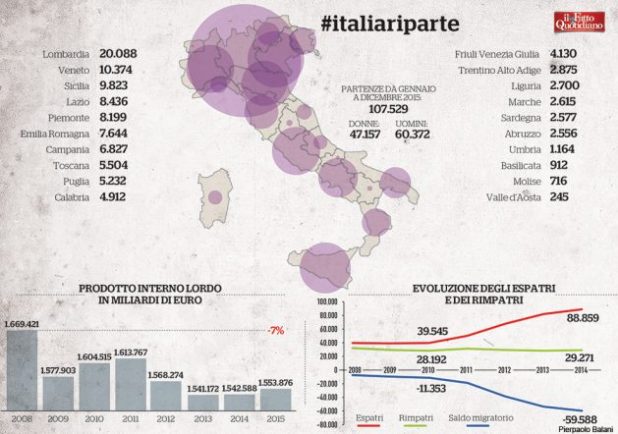 #italiariparte
il Fatto
Quotidiano
Lombardia 20.088
Veneto 10.374
Sicilia 9.823
Lazio 8.436
Piemonte 8.199
Emilia Romagna 7.644
Campania 6.827
Toscana 5.504
Puglia 5.232
Calabria 4.912
PARTENZE DA GENNAIO
A DICEMBRE 2015:
107.529
DONNE: UOMINI:
47.157 60.372
Friuli Venezia Giulia 4.130
Trentino Alto Adige 2.875
Liguria 2.700
Marche 2.615
Sardegna 2.577
Abruzzo 2.556
Umbria 1.164
Basilicata 912
Molise 716
Valle d'Aosta 245
PRODOTTO INTERNO LORDO
IN MILIARDI DI EURO
1.669.421
-7%
1.577.903
1.604.515
1.613.767
1.568.274
1.541.172
1.542.588
1.553.876
2008 2009 2010 2011 2012 2013 2014 2015
EVOLUZIONE DEGLI ESPATRI
E DEI RIMPATRI
100.000
80.000
60.000
40.000
20.000
0
-20.000
-40.000
-60.000
-80.000
39.545
88.859
28.192
29.271
2008 2009 2010 2011 2012 2013 2014
-11.353
-59.588
Espatri Rimpatri Saldo migratorio
Pierpaolo Balani